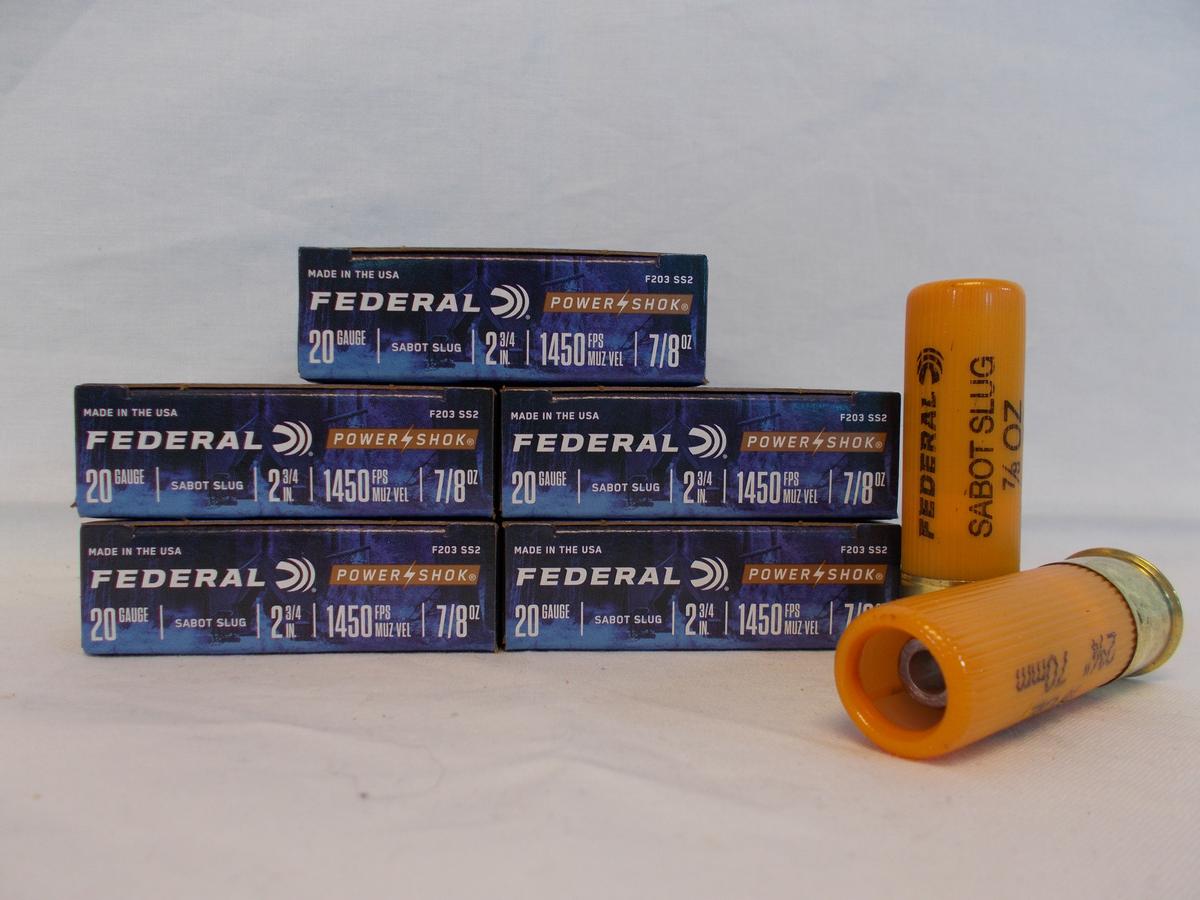 MADE IN THE USA F203 SS2
FEDERAL® POWER SHOK®
20 GAUGE SABOT SLUG 2 3/4 IN. 1450 FPS MUZ VEL 7/8 OZ
MADE IN THE USA F203 SS2
FEDERAL® POWER SHOK®
20 GAUGE SABOT SLUG 2 3/4 IN. 1450 FPS MUZ VEL 7/8 OZ
MADE IN THE USA F203 SS2
FEDERAL® POWER SHOK®
20 GAUGE SABOT SLUG 2 3/4 IN. 1450 FPS MUZ VEL 7/8 OZ
MADE IN THE USA F203 SS2
FEDERAL® POWER SHOK®
20 GAUGE SABOT SLUG 2 3/4 IN. 1450 FPS MUZ VEL 7/8 OZ
MADE IN THE USA F203 SS2
FEDERAL® POWER SHOK®
20 GAUGE SABOT SLUG 2 3/4 IN. 1450 FPS MUZ VEL
FEDERAL
SABOT SLUG
7/8 OZ
2 3/4"
70mm